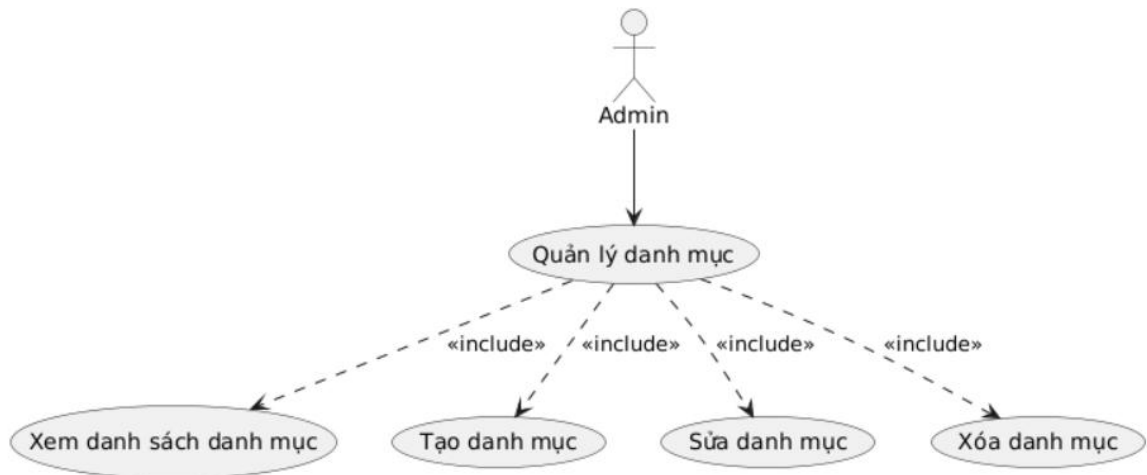 Admin
Quản lý danh mục
«include»
«include»
«include»
«include»
Xem danh sách danh mục
Tạo danh mục
Sửa danh mục
Xóa danh mục